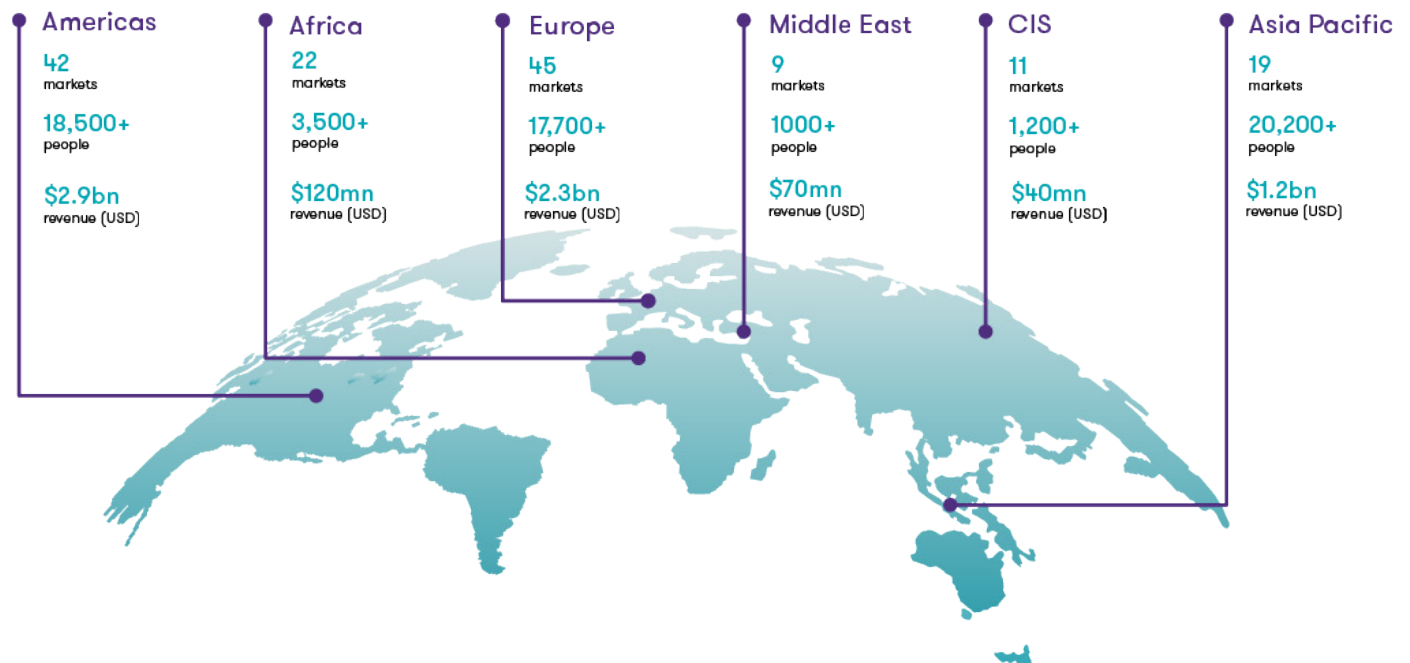 Americas
42
markets
18,500+
people
$2.9bn
revenue (USD)
Africa
22
markets
3,500+
people
$120mn
revenue (USD)
Europe
45
markets
17,700+
people
$2.3bn
revenue (USD)
Middle East
9
markets
1000+
people
$70mn
revenue (USD)
CIS
11
markets
1,200+
people
$40mn
revenue (USD)
Asia Pacific
19
markets
20,200+
people
$1.2bn
revenue (USD)